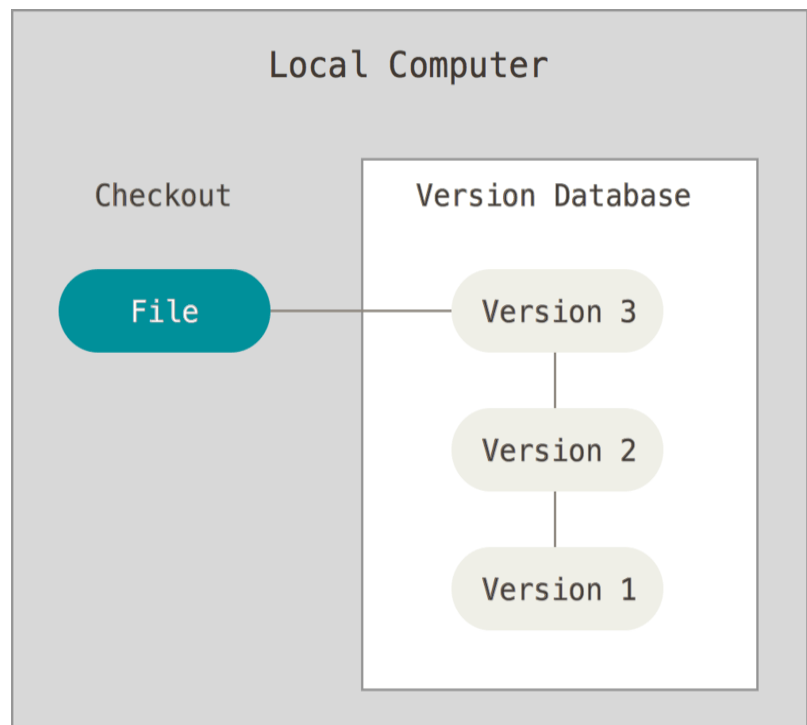 Local Computer
Checkout
Version Database
File
Version 3
Version 2
Version 1